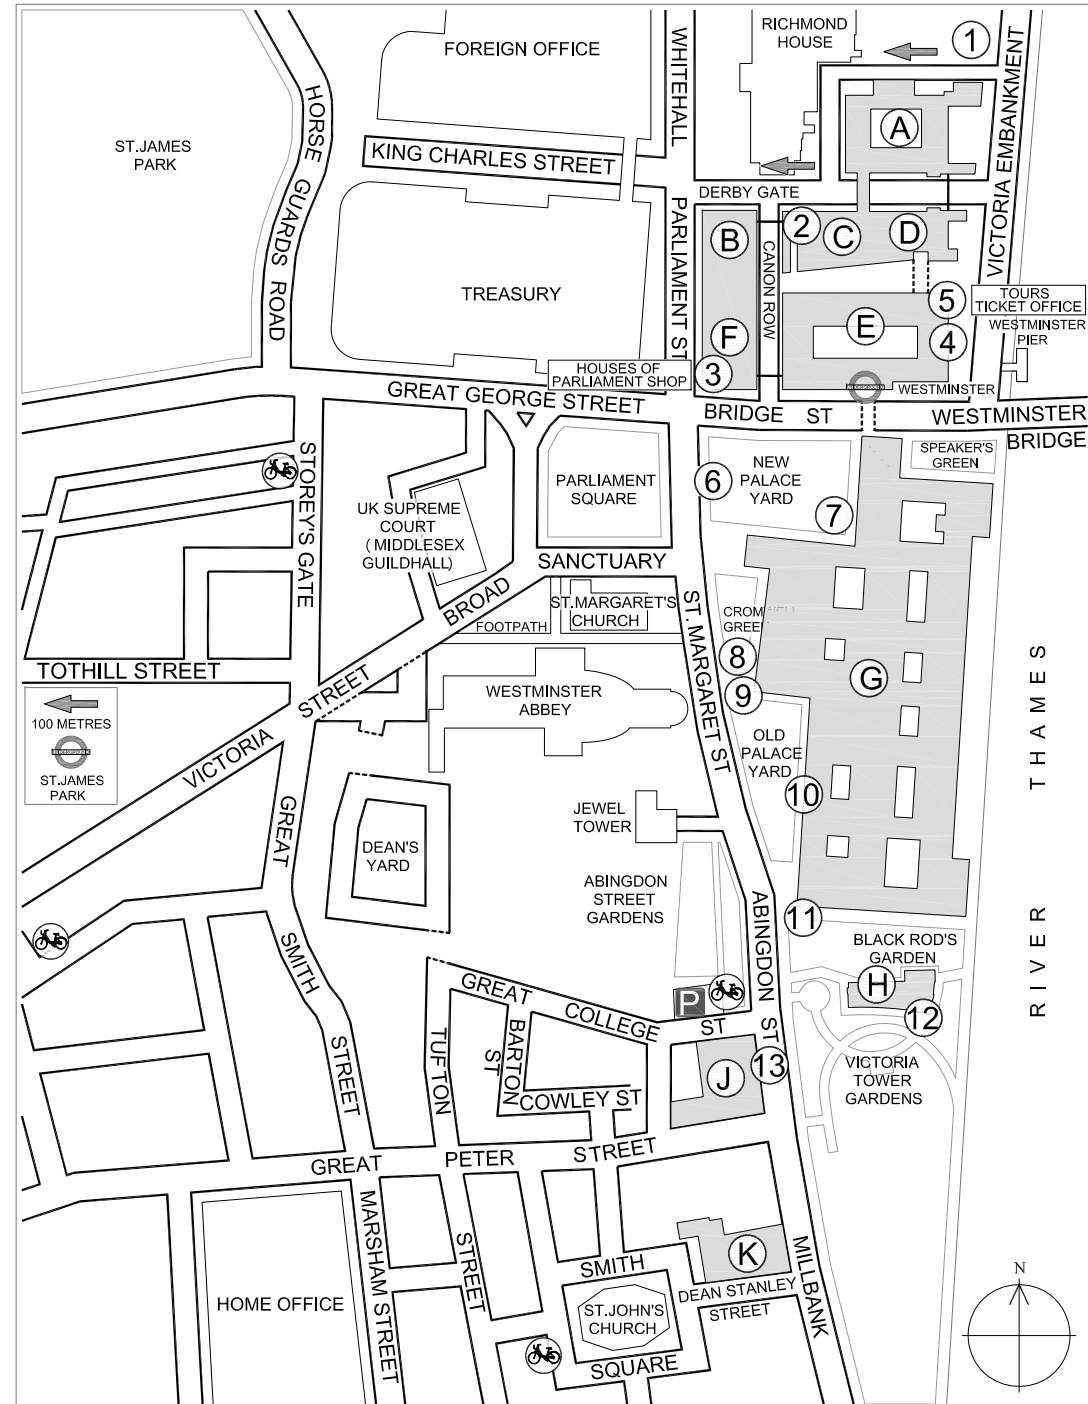 RICHMOND
HOUSE
1
FOREIGN OFFICE
WHITEHALL
HORSE GUARDS ROAD
ST.JAMES
PARK
KING CHARLES STREET
A
VICTORIA EMBANKMENT
DERBY GATE
PARLIAMENT ST
B
CANON ROW
2
C
D
TREASURY
5
TOURS
TICKET OFFICE
E
F
4
WESTMINSTER
PIER
HOUSES OF
PARLIAMENT SHOP
3
WESTMINSTER
GREAT GEORGE STREET
BRIDGE ST
WESTMINSTER
BRIDGE
STOREY'S GATE
UK SUPREME
COURT
( MIDDLESEX
GUILDHALL)
PARLIAMENT
SQUARE
6
NEW
PALACE
YARD
7
SPEAKER'S
GREEN
BROAD SANCTUARY
ST.MARGARET'S
CHURCH
FOOTPATH
ST. MARGARET ST
8
9
G
TOTHILL STREET
100 METRES
ST.JAMES
PARK
VICTORIA STREET
WESTMINSTER
ABBEY
OLD
PALACE
YARD
10
RIVER THAMES
JEWEL
TOWER
GREAT SMITH STREET
DEAN'S
YARD
ABINGDON
STREET
GARDENS
ABINGDON ST
11
BLACK ROD'S
GARDEN
H
12
P
GREAT COLLEGE ST
TUFTON STREET
BARTON
ST
COWLEY ST
J
13
VICTORIA
TOWER
GARDENS
GREAT PETER STREET
MARSHAM STREET
HOME OFFICE
SMITH SQUARE
ST.JOHN'S
CHURCH
K
DEAN STANLEY
STREET
MILLBANK
N